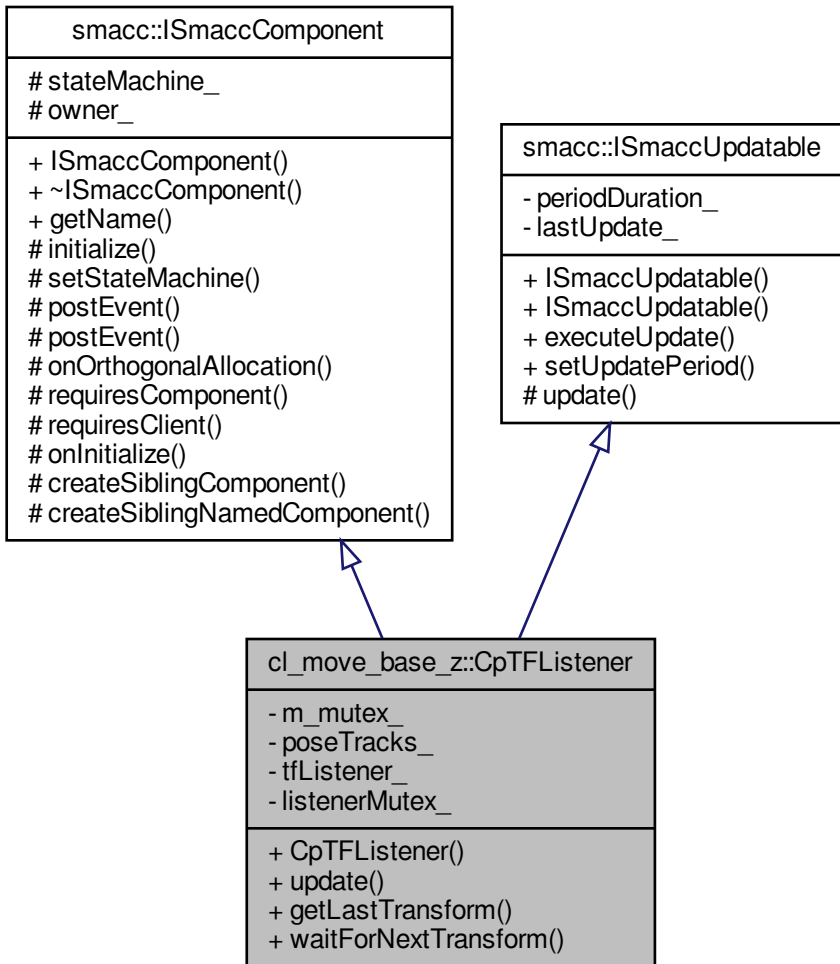 smacc::ISmaccComponent
# stateMachine_
# owner_
+ ISmaccComponent()
+ ~ISmaccComponent()
+ getName()
# initialize()
# setStateMachine()
# postEvent()
# postEvent()
# onOrthogonalAllocation()
# requiresComponent()
# requiresClient()
# onInitialize()
# createSiblingComponent()
# createSiblingNamedComponent()
smacc::ISmaccUpdatable
- periodDuration_
- lastUpdate_
+ ISmaccUpdatable()
+ ISmaccUpdatable()
+ executeUpdate()
+ setUpdatePeriod()
# update()
cl_move_base_z::CpTFListener
- m_mutex_
- poseTracks_
- tfListener_
- listenerMutex_
+ CpTFListener()
+ update()
+ getLastTransform()
+ waitForNextTransform()